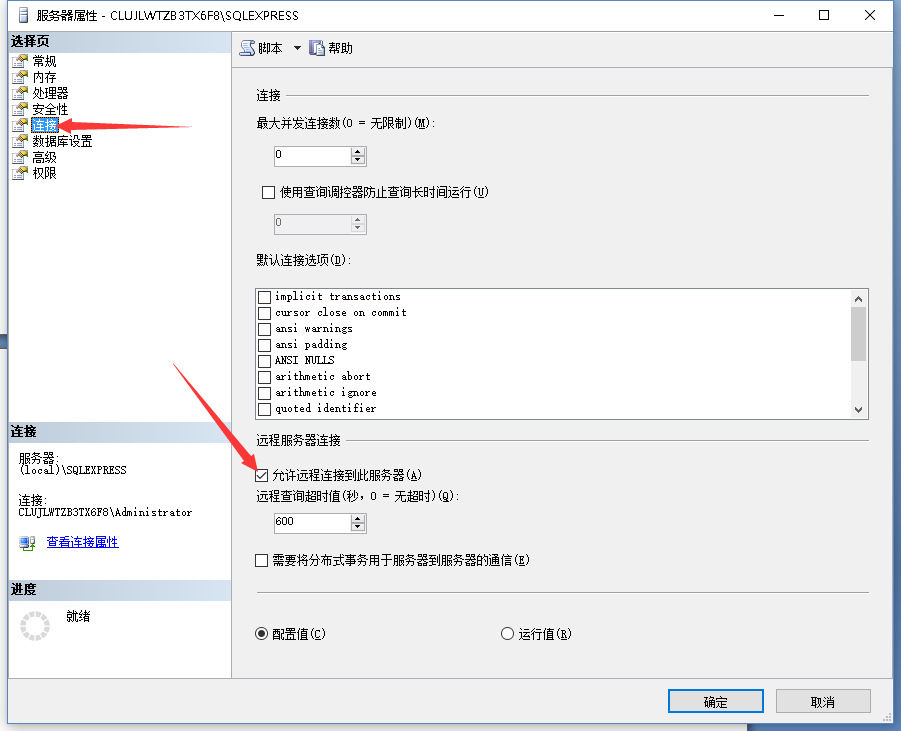 服务器属性 - CLUJLWTZB3TX6F8\SQLEXPRESS
选择页
常规
内存
处理器
安全性
连接
数据库设置
高级
权限
脚本 帮助
连接
最大并发连接数(0 = 无限制)(M):
0
使用查询调控器防止查询长时间运行(U)
0
默认连接选项(D):
implicit transactions
cursor close on commit
ansi warnings
ansi padding
ANSI NULLS
arithmetic abort
arithmetic ignore
quoted identifier
远程服务器连接
允许远程连接到此服务器(A)
远程查询超时值(秒，0 = 无超时)(Q):
600
需要将分布式事务用于服务器到服务器的通信(E)
配置值(C) 运行值(R)
连接
服务器:
(local)\SQLEXPRESS
连接:
CLUJLWTZB3TX6F8\Administrator
查看连接属性
进度
就绪
确定 取消